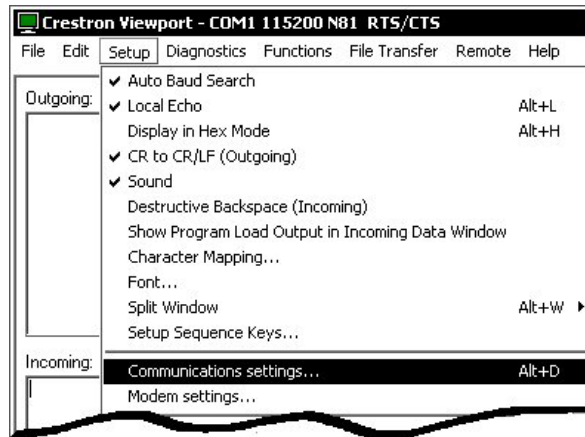 Crestron Viewport - COM1 115200 N81 RTS/CTS
File Edit Setup Diagnostics Functions File Transfer Remote Help
Outgoing:
✓ Auto Baud Search
✓ Local Echo Alt+L
Display in Hex Mode Alt+H
✓ CR to CR/LF (Outgoing)
✓ Sound
Destructive Backspace (Incoming)
Show Program Load Output in Incoming Data Window
Character Mapping...
Font...
Split Window Alt+W
Setup Sequence Keys...
Incoming:
Communications settings... Alt+D
Modem settings...